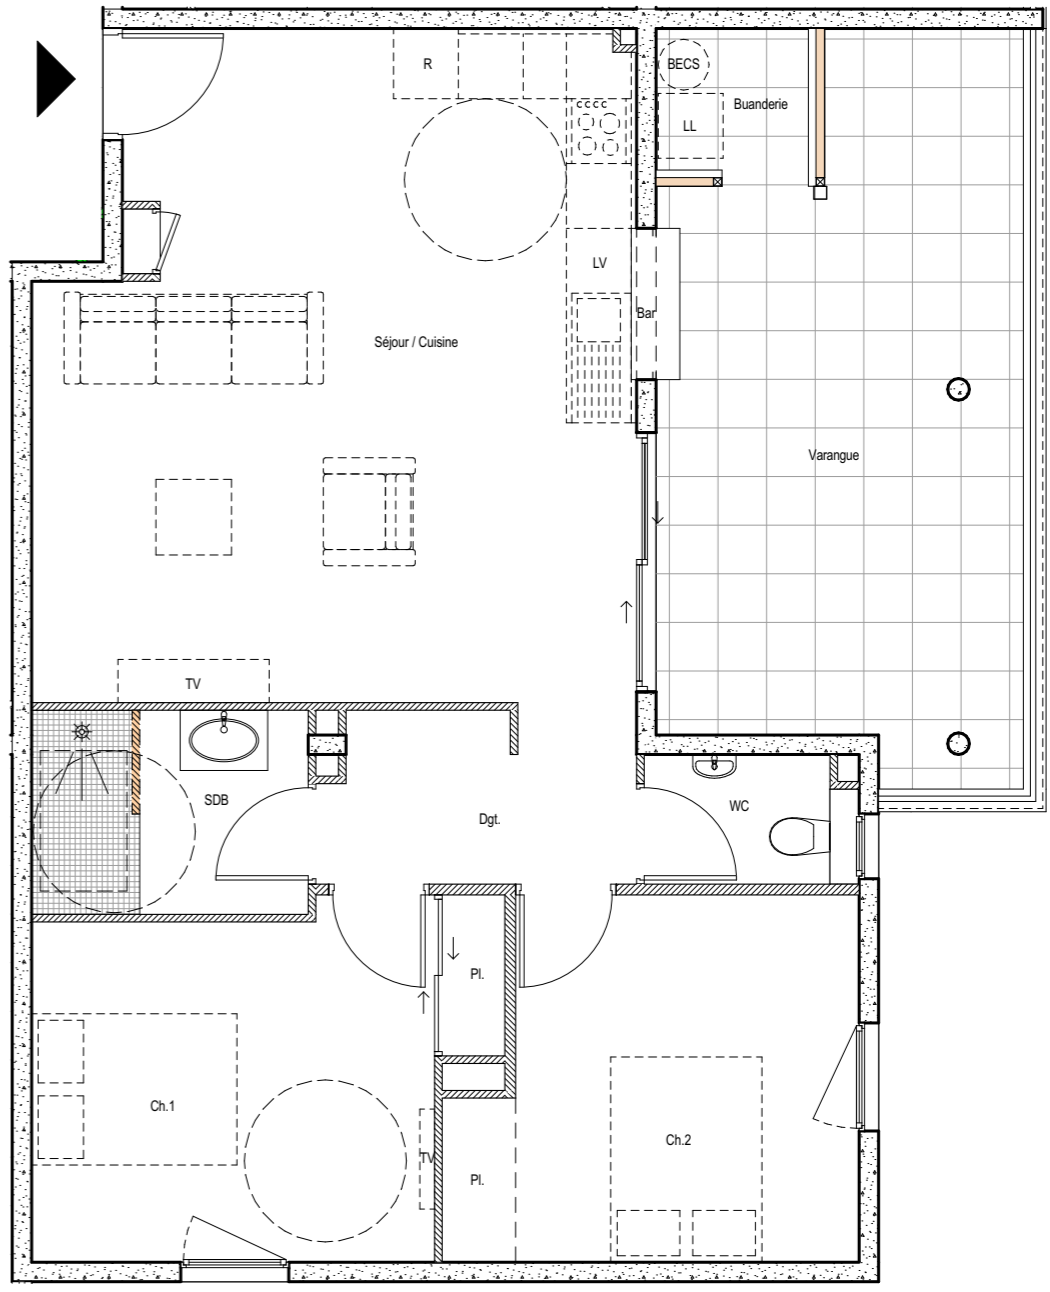 R
BECS
Buanderie
LL
cccc
LV
Bar
Séjour / Cuisine
Varangue
TV
SDB
Dgt.
WC
Pl.
Ch.1
TV
Ch.2
Pl.